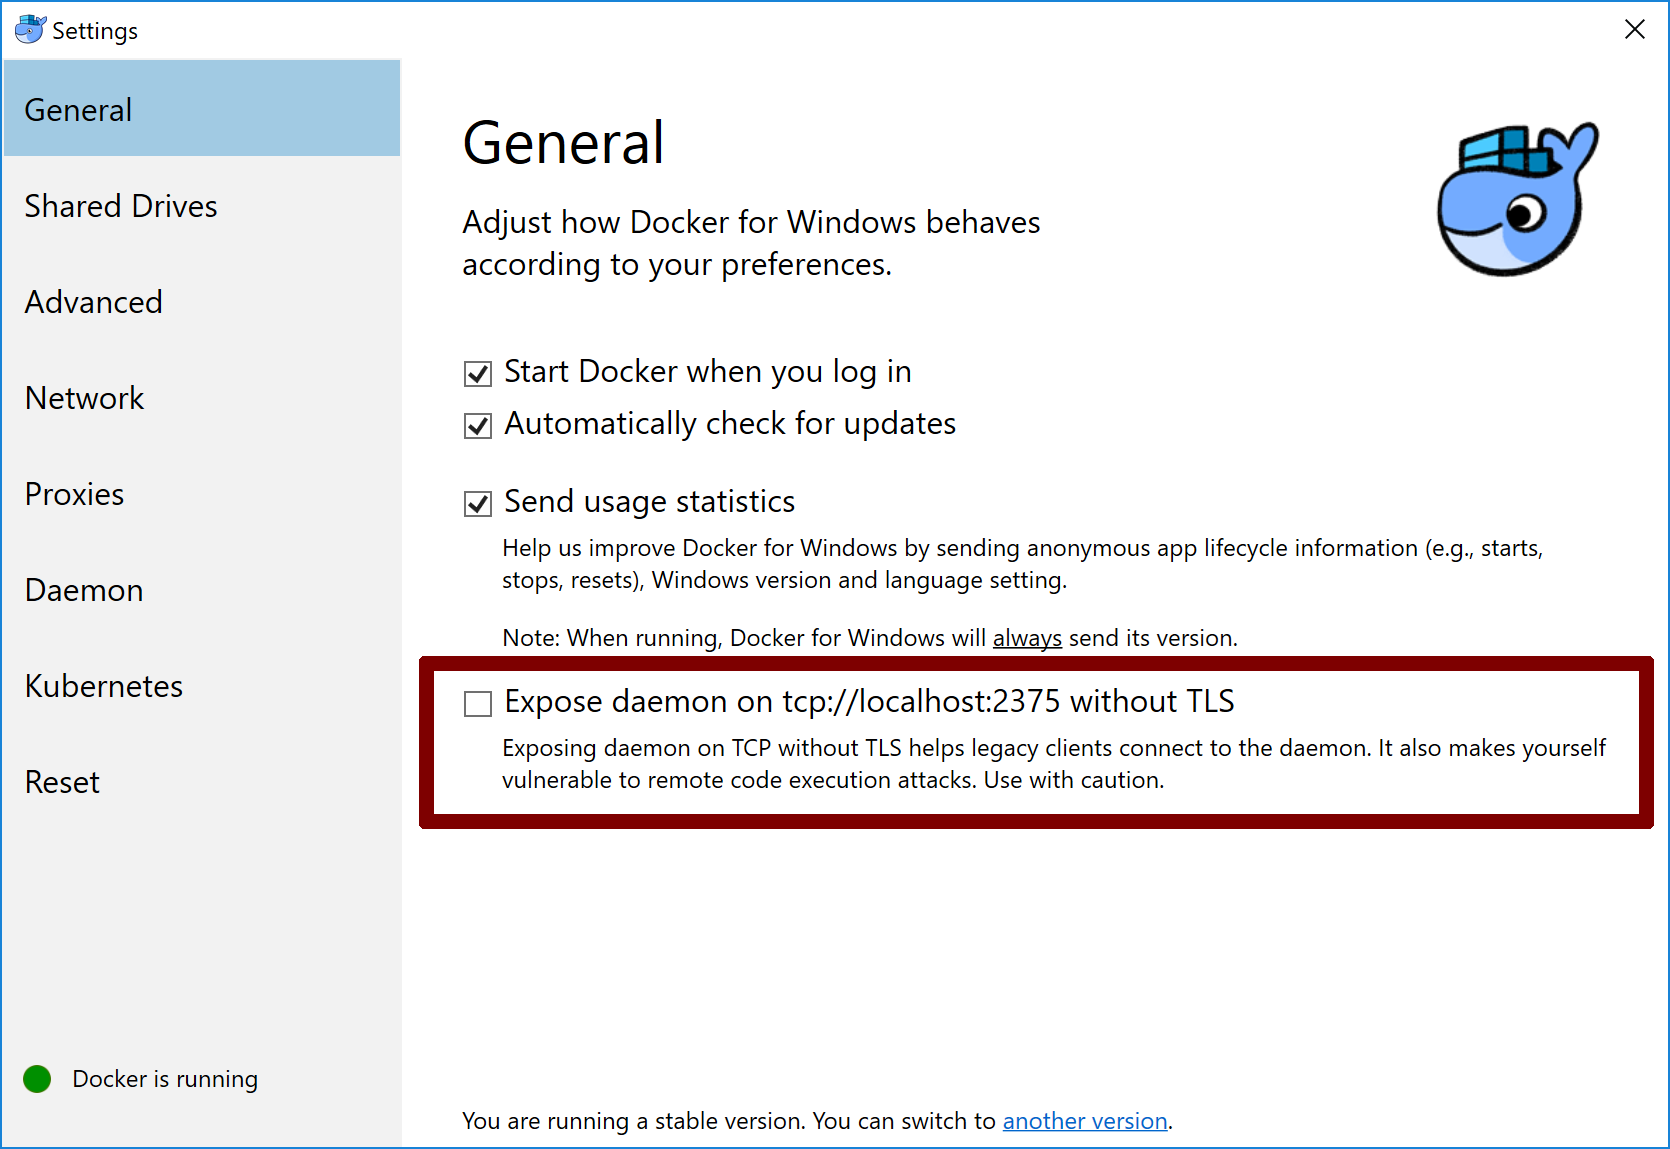 Settings
General
Shared Drives
Advanced
Network
Proxies
Daemon
Kubernetes
Reset
Docker is running
General
Adjust how Docker for Windows behaves
according to your preferences.
Start Docker when you log in
Automatically check for updates
Send usage statistics
Help us improve Docker for Windows by sending anonymous app lifecycle information (e.g., starts,
stops, resets), Windows version and language setting.
Note: When running, Docker for Windows will always send its version.
Expose daemon on tcp://localhost:2375 without TLS
Exposing daemon on TCP without TLS helps legacy clients connect to the daemon. It also makes yourself
vulnerable to remote code execution attacks. Use with caution.
You are running a stable version. You can switch to another version.